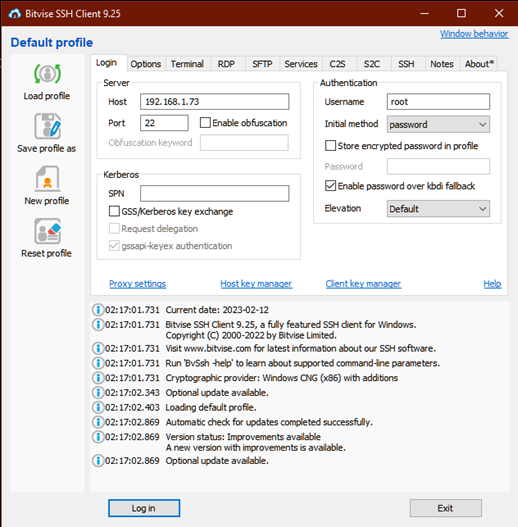 Bitvise SSH Client 9.25
Default profile
Window behavior
Load profile
Save profile as
New profile
Reset profile
Login Options Terminal RDP SFTP Services C2S S2C SSH Notes About*
Server
Host 192.168.1.73
Port 22 Enable obfuscation
Obfuscation keyword
Kerberos
SPN
GSS/Kerberos key exchange
Request delegation
gssapi-keyex authentication
Authentication
Username root
Initial method password
Store encrypted password in profile
Password
Enable password over kbdi fallback
Elevation Default
Proxy settings Host key manager Client key manager Help
02:17:01.731 Current date: 2023-02-12
02:17:01.731 Bitvise SSH Client 9.25, a fully featured SSH client for Windows.
Copyright (C) 2000-2022 by Bitvise Limited.
02:17:01.731 Visit www.bitvise.com for latest information about our SSH software.
02:17:01.731 Run 'BvSsh -help' to learn about supported command-line parameters.
02:17:01.731 Cryptographic provider: Windows CNG (x86) with additions
02:17:02.343 Optional update available.
02:17:02.403 Loading default profile.
02:17:02.869 Automatic check for updates completed successfully.
02:17:02.869 Version status: Improvements available
A new version with improvements is available.
02:17:02.869 Optional update available.
Log in Exit